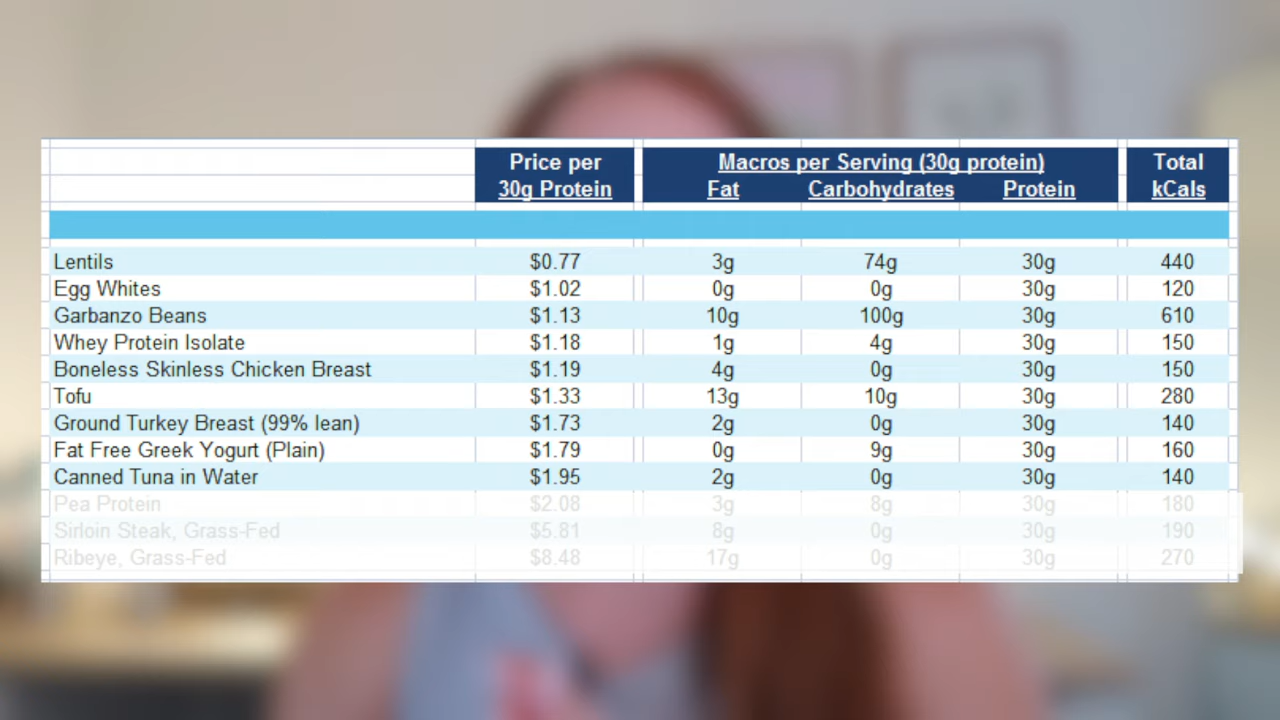 Price per Macros per Serving (30g protein) Total
30g Protein Fat Carbohydrates Protein kCals
Lentils $0.77 3g 74g 30g 440
Egg Whites $1.02 0g 0g 30g 120
Garbanzo Beans $1.13 10g 100g 30g 610
Whey Protein Isolate $1.18 1g 4g 30g 150
Boneless Skinless Chicken Breast $1.19 4g 0g 30g 150
Tofu $1.33 13g 10g 30g 280
Ground Turkey Breast (99% lean) $1.73 2g 0g 30g 140
Fat Free Greek Yogurt (Plain) $1.79 0g 9g 30g 160
Canned Tuna in Water $1.95 2g 0g 30g 140
Pea Protein $2.08 3g 8g 30g 180
Sirloin Steak, Grass-Fed $5.81 8g 0g 30g 190
Ribeye, Grass-Fed $8.48 17g 0g 30g 270